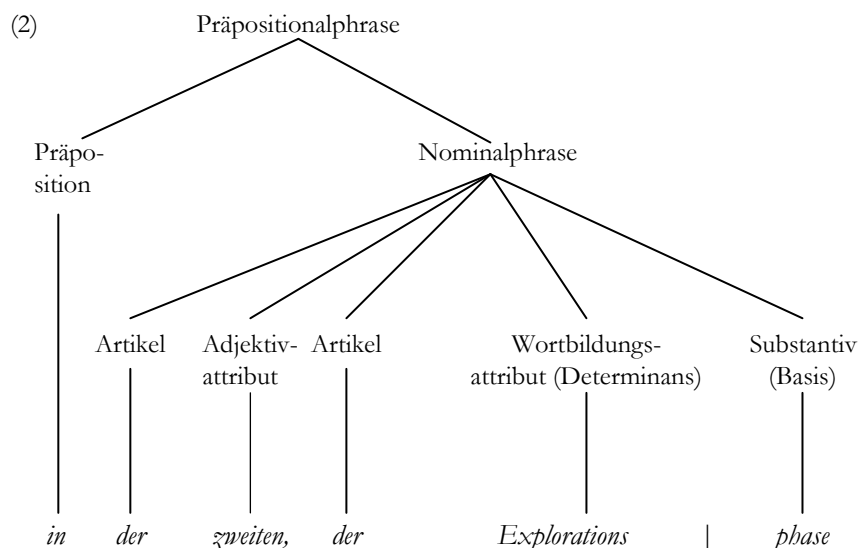 (2) Präpositionalphrase
Präpo- Nominalphrase
sition
Artikel Adjektiv- Artikel Wortbildungs- Substantiv
attribut attribut (Determinans) (Basis)
in der zweiten, der Explorations | phase